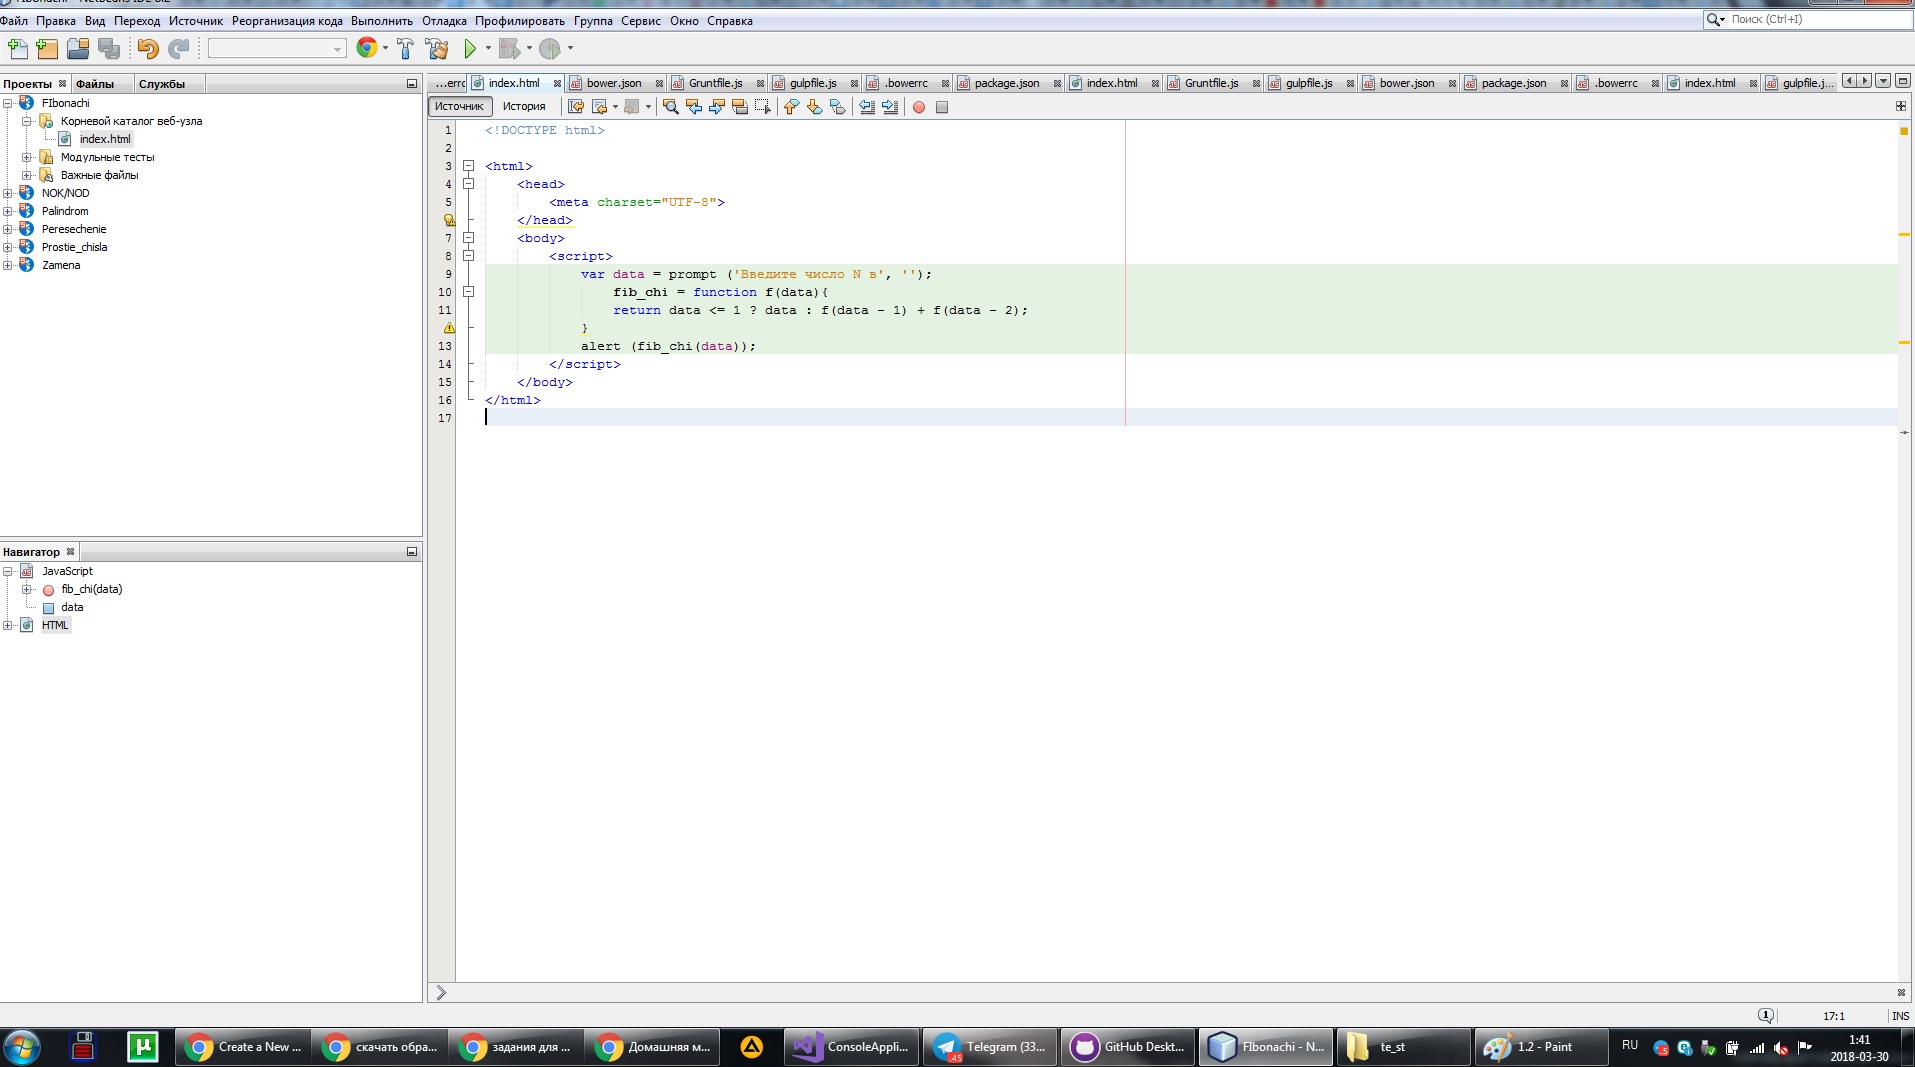 Файл Правка Вид Переход Источник Реорганизация кода Выполнить Отладка Профилировать Группа Сервис Окно Справка
Поиск (Ctrl+I)
Проекты Файлы Службы
FIbonachi
Корневой каталог веб-узла
index.html
Модульные тесты
Важные файлы
NOK/NOD
Palindrom
Peresechenie
Prostie_chisla
Zamena
Навигатор
JavaScript
fib_chi(data)
data
HTML
index.html bower.json Gruntfile.js gulpfile.js .bowerrc package.json index.html Gruntfile.js gulpfile.js bower.json package.json .bowerrc index.html gulpfile.j...
Источник История
1 <!DOCTYPE html>
2
3 <html>
4 <head>
5 <meta charset="UTF-8">
</head>
7 <body>
8 <script>
9 var data = prompt ('Введите число N в', '');
10 fib_chi = function f(data){
11 return data <= 1 ? data : f(data - 1) + f(data - 2);
}
13 alert (fib_chi(data));
14 </script>
15 </body>
16 </html>
17
1 17:1 INS
Create a New ... скачать обра... задания для ... Домашняя м... ConsoleAppli... Telegram (33... GitHub Deskt... FIbonachi - N... te_st 1.2 - Paint RU 1:41
2018-03-30